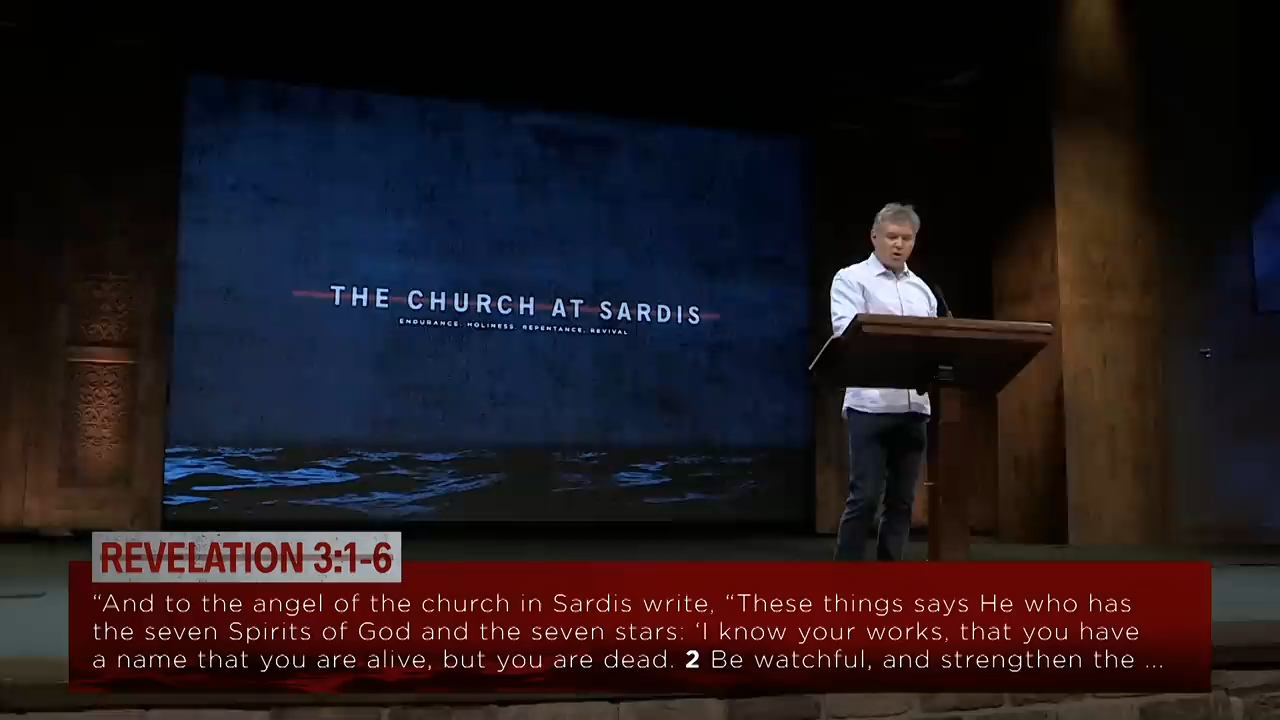 THE CHURCH AT SARDIS
ENDURANCE. HOLINESS. REPENTANCE. REVIVAL
REVELATION 3:1-6
“And to the angel of the church in Sardis write, “These things says He who has
the seven Spirits of God and the seven stars: ‘I know your works, that you have
a name that you are alive, but you are dead. 2 Be watchful, and strengthen the ...